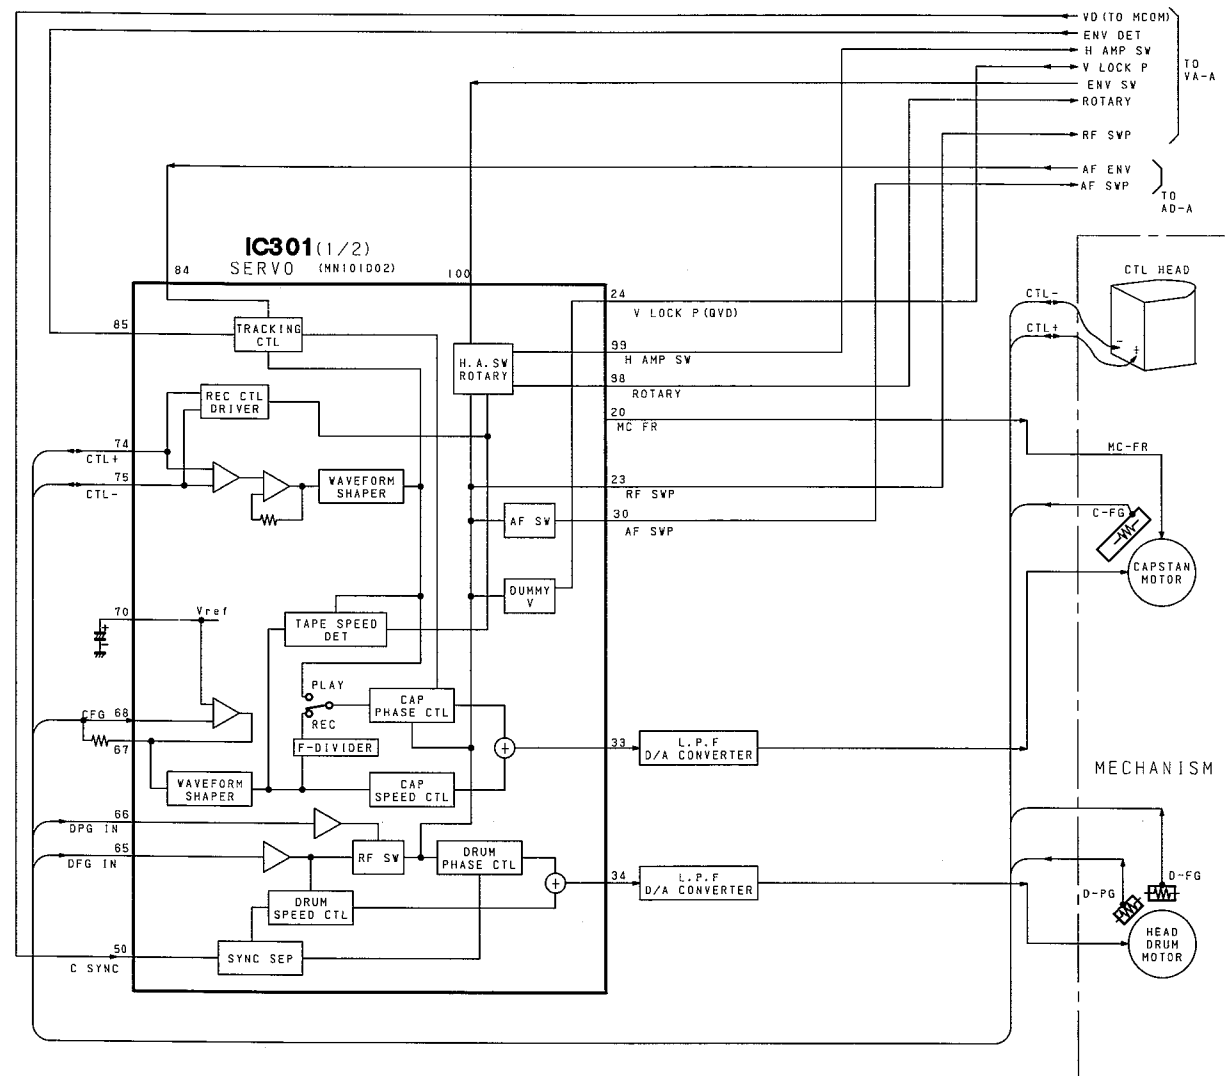 VD (TO MCOM)
ENV DET
H AMP SW
V LOCK P
ENV SW
ROTARY
RF SWP
TO
VA-A
AF ENV
AF SWP
TO
AD-A
IC301 (1/2)
SERVO (MN101D02)
84
100
CTL HEAD
CTL-
CTL+
-
+
24
V LOCK P (QVD)
85
TRACKING
CTL
H.A.SW
ROTARY
99
H AMP SW
98
ROTARY
REC CTL
DRIVER
20
MC FR
74
CTL+
75
CTL-
WAVEFORM
SHAPER
MC-FR
23
RF SWP
AF SW
30
AF SWP
C-FG
CAPSTAN
MOTOR
DUMMY
V
70
Vref
+
-
TAPE SPEED
DET
PLAY
REC
CAP
PHASE CTL
CFG 68
67
F-DIVIDER
+
33
L.P.F
D/A CONVERTER
MECHANISM
WAVEFORM
SHAPER
CAP
SPEED CTL
66
DPG IN
65
DFG IN
RF SW
DRUM
PHASE CTL
+
34
L.P.F
D/A CONVERTER
D-FG
D-PG
DRUM
SPEED CTL
HEAD
DRUM
MOTOR
50
C SYNC
SYNC SEP